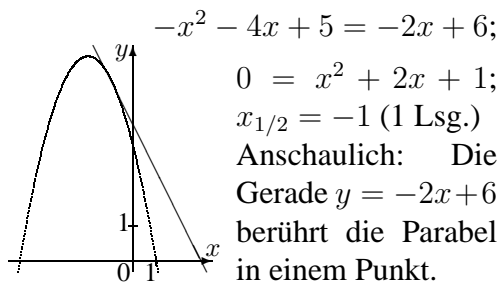 −x² − 4x + 5 = −2x + 6;
0 = x² + 2x + 1;
x₁/₂ = −1 (1 Lsg.)
Anschaulich: Die
Gerade y = −2x+6
berührt die Parabel
in einem Punkt.
y
1
x
0 1